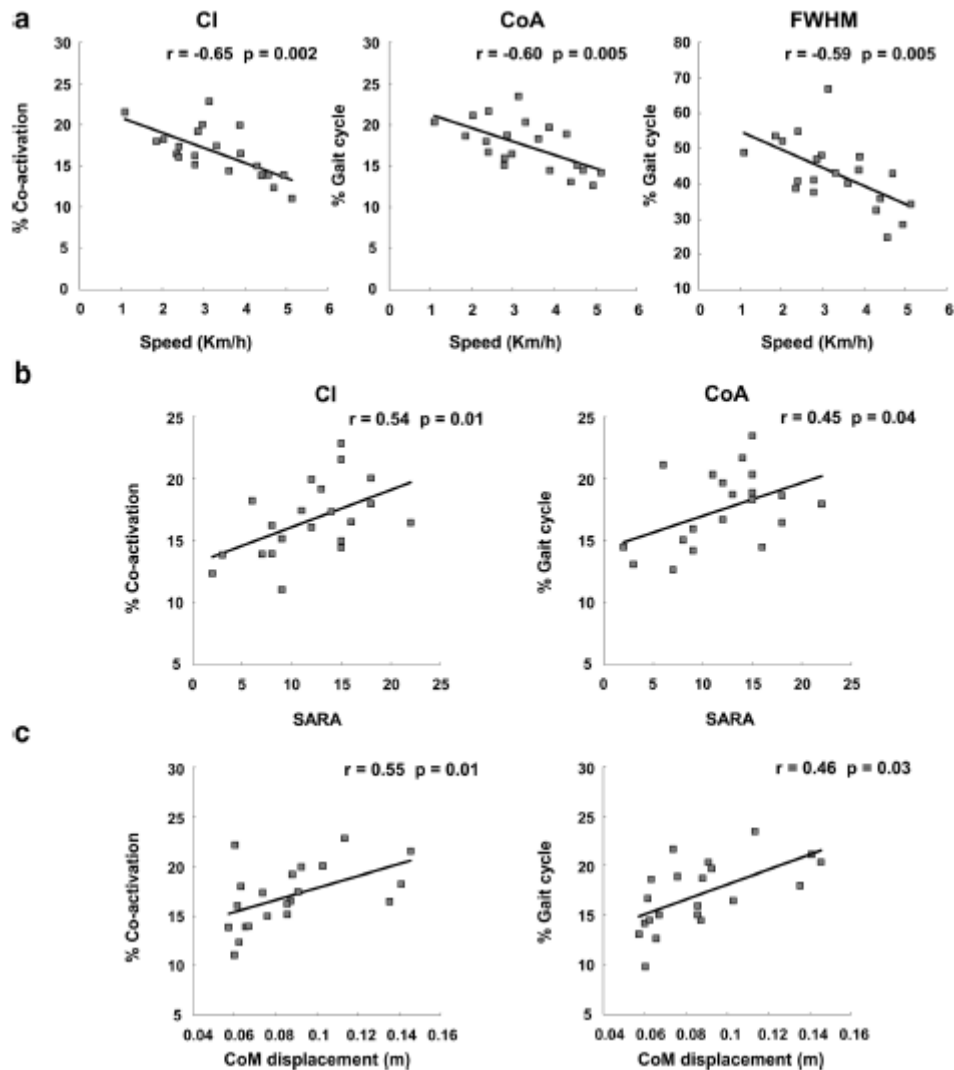 a
CI
CoA
FWHM
r = -0.65 p = 0.002
r = -0.60 p = 0.005
r = -0.59 p = 0.005
% Co-activation
30
25
20
15
10
5
0
0 1 2 3 4 5 6
Speed (Km/h)
% Gait cycle
30
25
20
15
10
5
0
0 1 2 3 4 5 6
Speed (Km/h)
% Gait cycle
80
70
60
50
40
30
20
10
0 1 2 3 4 5 6
Speed (Km/h)
b
CI
CoA
r = 0.54 p = 0.01
r = 0.45 p = 0.04
% Co-activation
25
20
15
10
5
0 5 10 15 20 25
SARA
% Gait cycle
25
20
15
10
5
0 5 10 15 20 25
SARA
c
r = 0.55 p = 0.01
r = 0.46 p = 0.03
% Co-activation
30
25
20
15
10
5
0.04 0.06 0.08 0.1 0.12 0.14 0.16
CoM displacement (m)
% Gait cycle
30
25
20
15
10
5
0.04 0.06 0.08 0.1 0.12 0.14 0.16
CoM displacement (m)